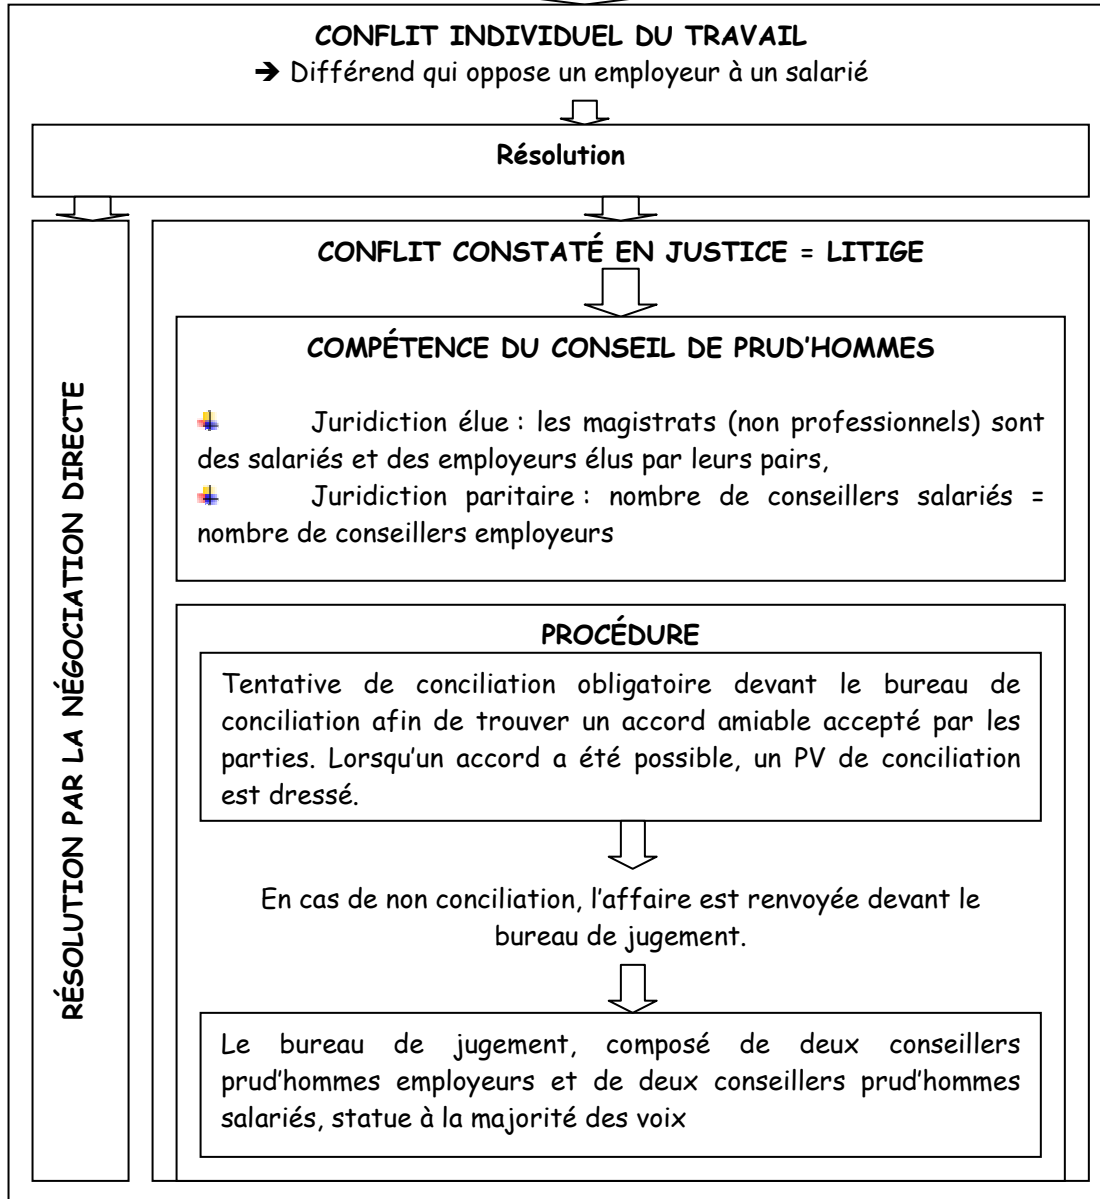 CONFLIT INDIVIDUEL DU TRAVAIL
➔ Différend qui oppose un employeur à un salarié
Résolution
RÉSOLUTION PAR LA NÉGOCIATION DIRECTE
CONFLIT CONSTATÉ EN JUSTICE = LITIGE
COMPÉTENCE DU CONSEIL DE PRUD'HOMMES
Juridiction élue : les magistrats (non professionnels) sont
des salariés et des employeurs élus par leurs pairs,
Juridiction paritaire : nombre de conseillers salariés =
nombre de conseillers employeurs
PROCÉDURE
Tentative de conciliation obligatoire devant le bureau de
conciliation afin de trouver un accord amiable accepté par les
parties. Lorsqu'un accord a été possible, un PV de conciliation
est dressé.
En cas de non conciliation, l'affaire est renvoyée devant le
bureau de jugement.
Le bureau de jugement, composé de deux conseillers
prud'hommes employeurs et de deux conseillers prud'hommes
salariés, statue à la majorité des voix